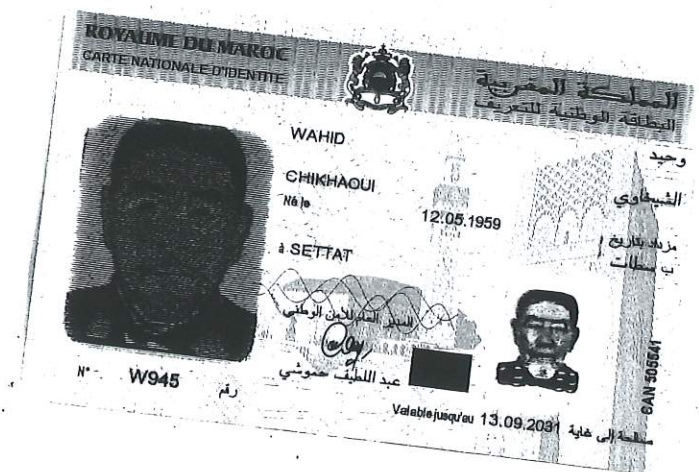 ROYAUME DU MAROC
CARTE NATIONALE D'IDENTITE
المملكة المغربية
البطاقة الوطنية للتعريف
WAHID
وحيد
CHIKHAOUI
الشيخاوي
Né le
12.05.1959
مزداد بتاريخ
à SETTAT
ب سطات
المدير العام للأمن الوطني
عبد اللطيف حموشي
N° W945 رقم
Valable jusqu'au 13.09.2031 صالحة إلى غاية
CAN 506541